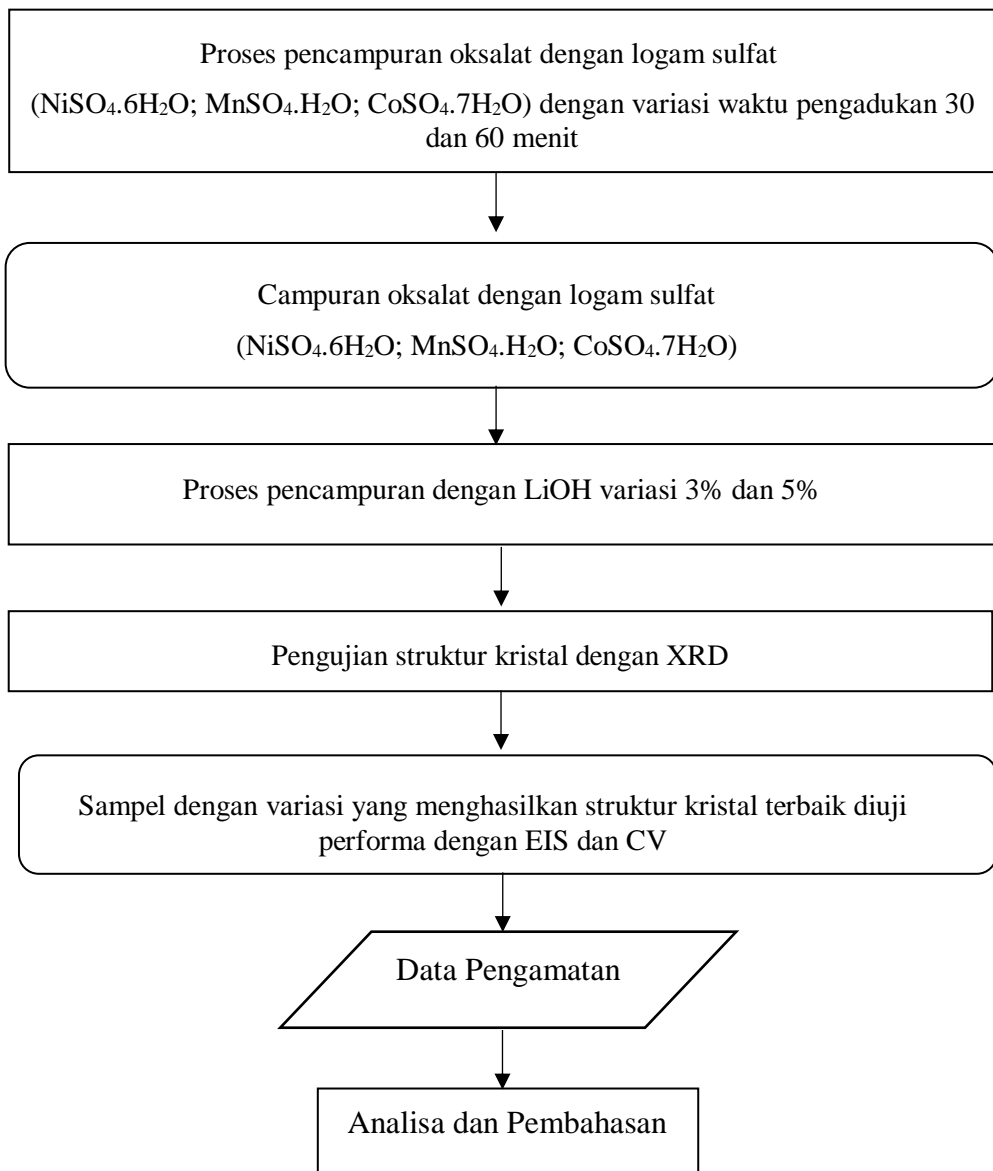 Proses pencampuran oksalat dengan logam sulfat
(NiSO₄.6H₂O; MnSO₄.H₂O; CoSO₄.7H₂O) dengan variasi waktu pengadukan 30
dan 60 menit
Campuran oksalat dengan logam sulfat
(NiSO₄.6H₂O; MnSO₄.H₂O; CoSO₄.7H₂O)
Proses pencampuran dengan LiOH variasi 3% dan 5%
Pengujian struktur kristal dengan XRD
Sampel dengan variasi yang menghasilkan struktur kristal terbaik diuji
performa dengan EIS dan CV
Data Pengamatan
Analisa dan Pembahasan